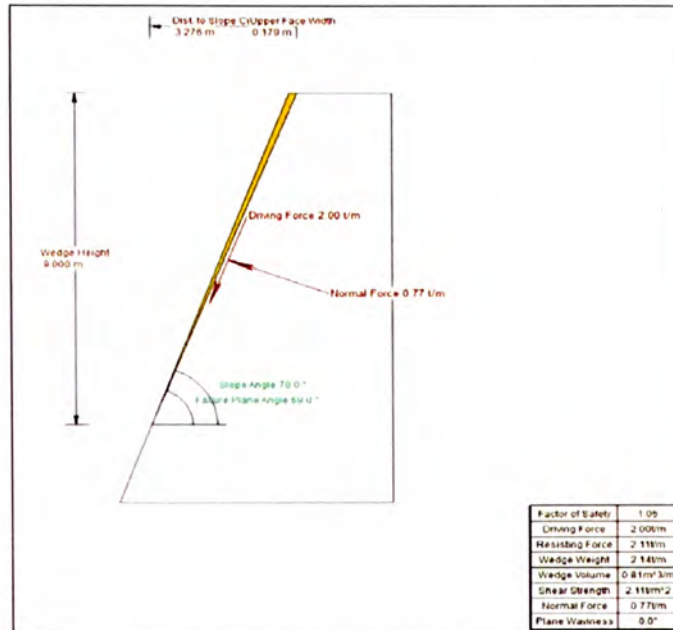 Dist. to Slope C(Upper Face Width
3.276 m 0.179 m
Wedge Height
9.000 m
Driving Force 2.00 t/m
Normal Force 0.77 t/m
Slope Angle 70.0 °
Failure Plane Angle 69.0 °
Factor of Safety 1.05
Driving Force 2.00t/m
Resisting Force 2.11t/m
Wedge Weight 2.14t/m
Wedge Volume 0.81m^3/m
Shear Strength 2.11t/m^2
Normal Force 0.77t/m
Plane Waviness 0.0°